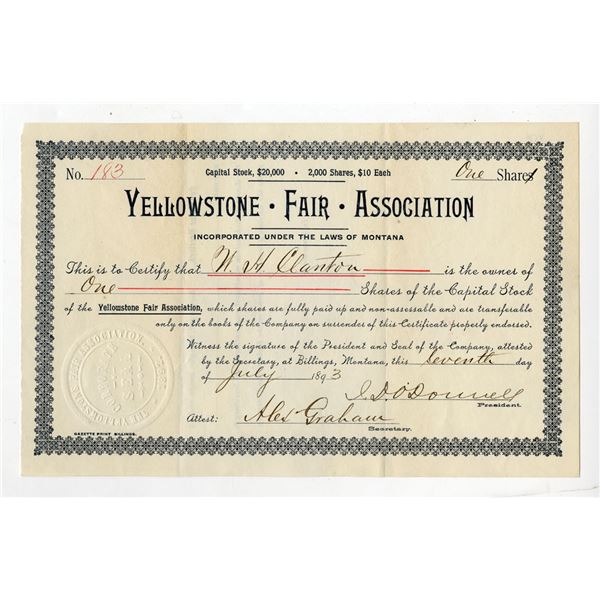 No. 183 Capital Stock, $20,000 • 2,000 Shares, $10 Each One Shares
YELLOWSTONE • FAIR • ASSOCIATION
INCORPORATED UNDER THE LAWS OF MONTANA
This is to Certify that W. H. Clanton is the owner of
One Shares of the Capital Stock
of the Yellowstone Fair Association, which shares are fully paid up and non-assessable and are transferable
only on the books of the Company on surrender of this Certificate properly endorsed.
Witness the signature of the President and Seal of the Company, attested
by the Secretary, at Billings, Montana, this Seventh day
of July 1893
I. D. O'Donnell
President.
Attest: Alex Graham
Secretary.
GAZETTE PRINT BILLINGS.